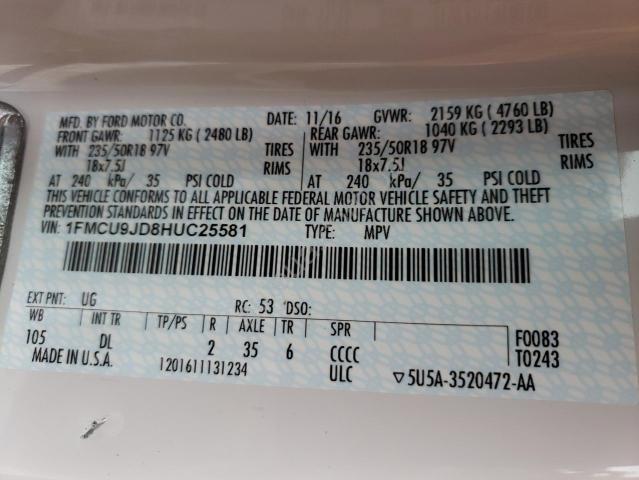 MFD. BY FORD MOTOR CO. DATE: 11/16 GVWR: 2159 KG ( 4760 LB)
FRONT GAWR: 1125 KG ( 2480 LB) REAR GAWR: 1040 KG ( 2293 LB)
WITH 235/50R18 97V TIRES WITH 235/50R18 97V TIRES
18x7.5J RIMS 18x7.5J RIMS
AT 240 kPa/ 35 PSI COLD AT 240 kPa/ 35 PSI COLD
THIS VEHICLE CONFORMS TO ALL APPLICABLE FEDERAL MOTOR VEHICLE SAFETY AND THEFT
PREVENTION STANDARDS IN EFFECT ON THE DATE OF MANUFACTURE SHOWN ABOVE.
VIN: 1FMCU9JD8HUC25581 TYPE: MPV
EXT PNT: UG RC: 53 DSO:
WB INT TR TP/PS R AXLE TR SPR F0083
105 DL 2 35 6 CCCC T0243
MADE IN U.S.A. 1201611131234 ULC ▽5U5A-3520472-AA